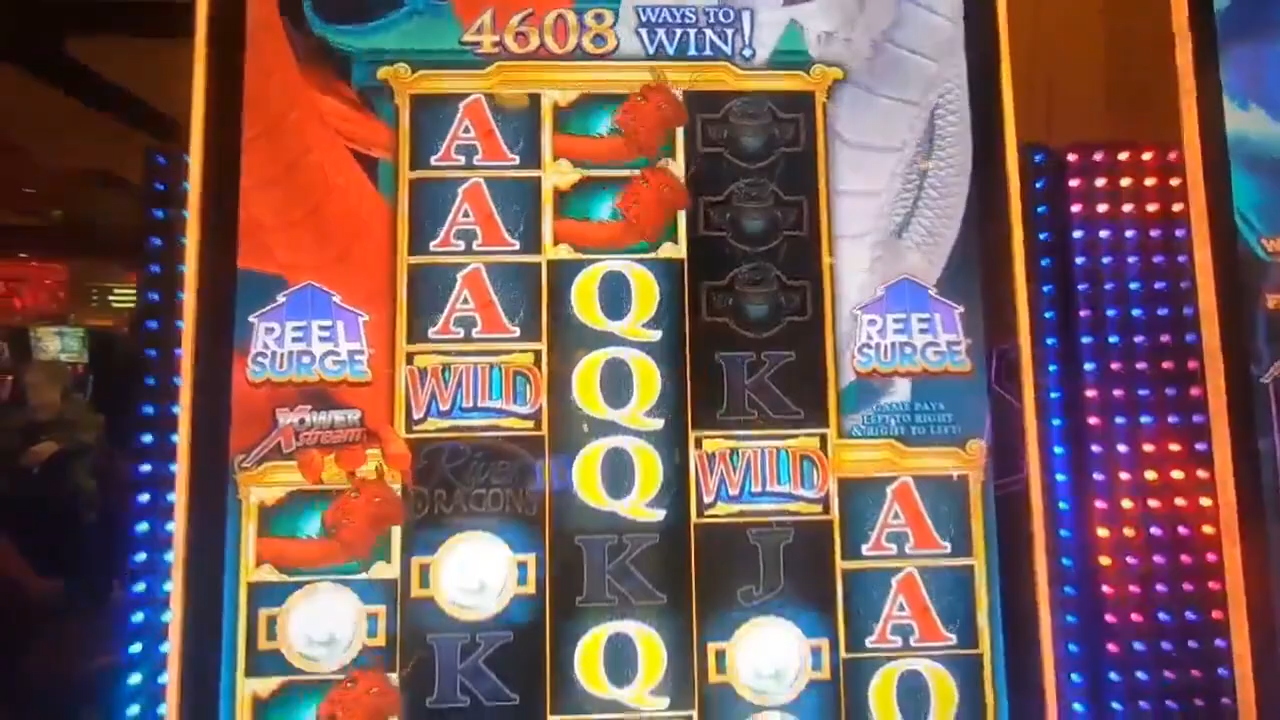 4608 WAYS TO WIN!
A
A
A
Q
REEL SURGE
Q
REEL SURGE
WILD
K
XTREME
GAME PAYS
LEFT TO RIGHT
& RIGHT TO LEFT!
POWER Xstream
River DRAGONS
Q
WILD
A
K
J
A
K
Q
Q